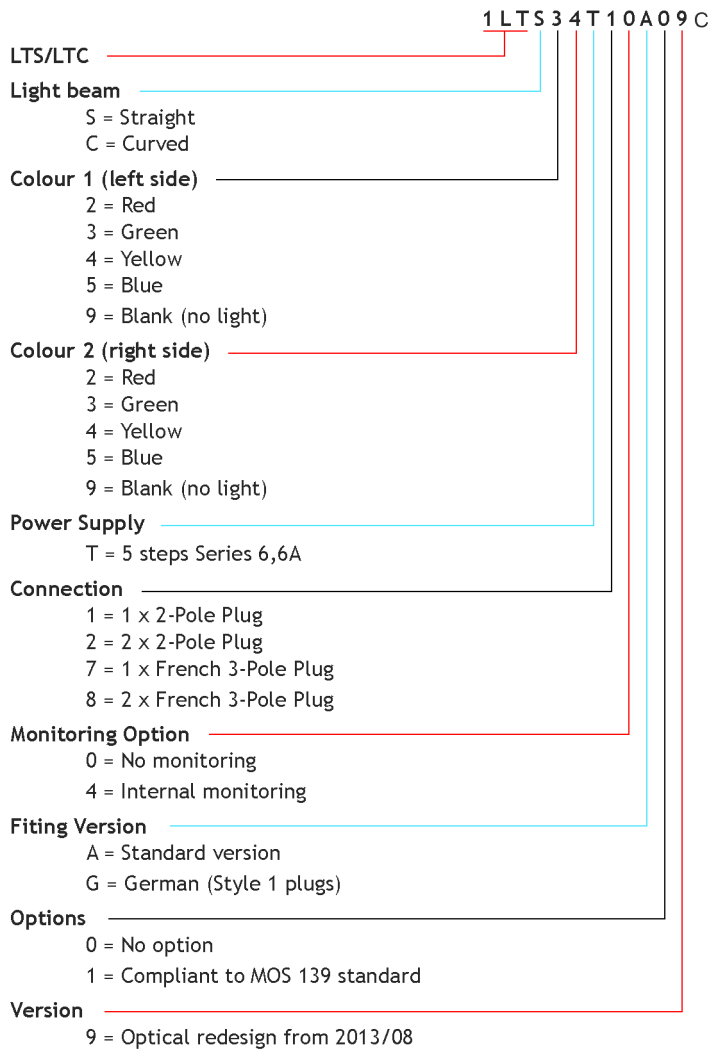 1LTS34T10A09C
LTS/LTC
Light beam
S = Straight
C = Curved
Colour 1 (left side)
2 = Red
3 = Green
4 = Yellow
5 = Blue
9 = Blank (no light)
Colour 2 (right side)
2 = Red
3 = Green
4 = Yellow
5 = Blue
9 = Blank (no light)
Power Supply
T = 5 steps Series 6,6A
Connection
1 = 1 x 2-Pole Plug
2 = 2 x 2-Pole Plug
7 = 1 x French 3-Pole Plug
8 = 2 x French 3-Pole Plug
Monitoring Option
0 = No monitoring
4 = Internal monitoring
Fiting Version
A = Standard version
G = German (Style 1 plugs)
Options
0 = No option
1 = Compliant to MOS 139 standard
Version
9 = Optical redesign from 2013/08